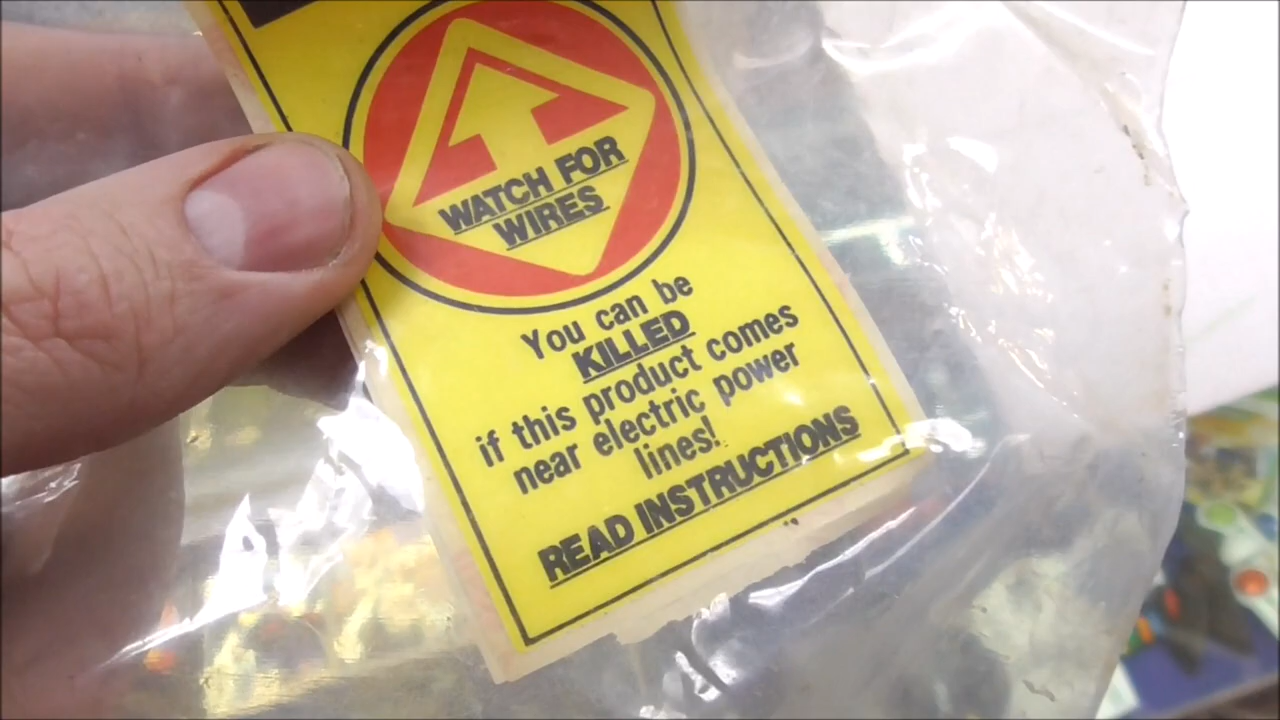 WATCH FOR
WIRES
You can be
KILLED
if this product comes
near electric power
lines!
READ INSTRUCTIONS